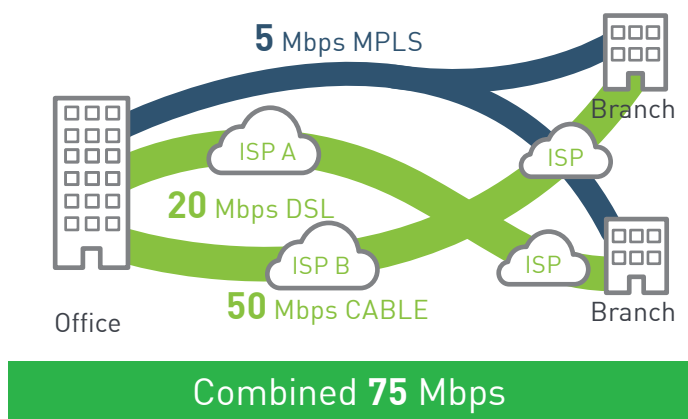 5 Mbps MPLS
Branch
ISP A
ISP
20 Mbps DSL
ISP B
ISP
50 Mbps CABLE
Branch
Office
Combined 75 Mbps